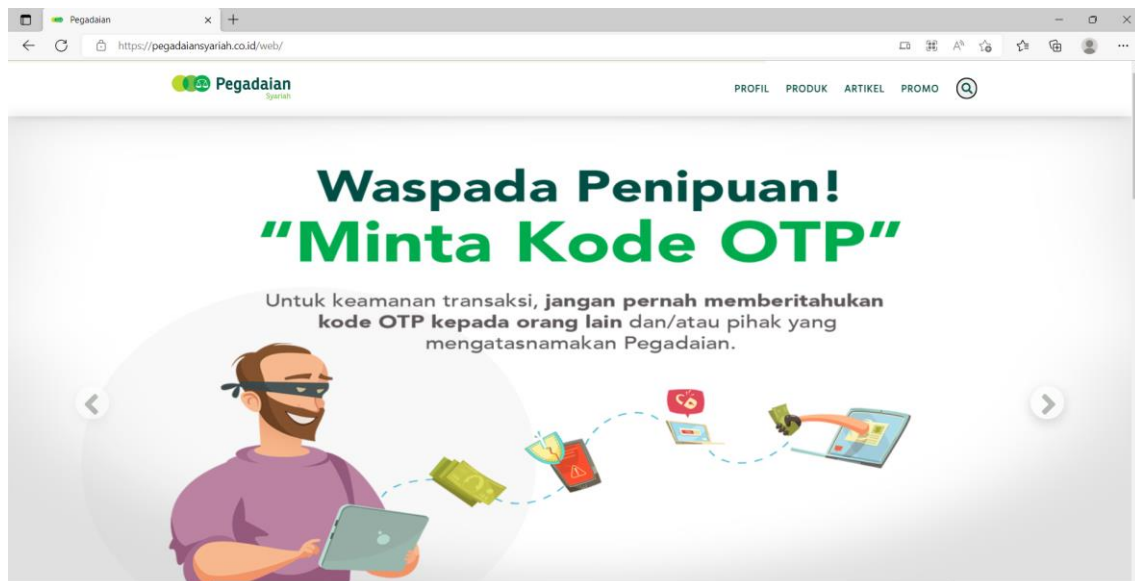 Pegadaian
https://pegadaiansyariah.co.id/web/
Pegadaian
Syariah
PROFIL PRODUK ARTIKEL PROMO
Waspada Penipuan!
“Minta Kode OTP”
Untuk keamanan transaksi, jangan pernah memberitahukan
kode OTP kepada orang lain dan/atau pihak yang
mengatasnamakan Pegadaian.